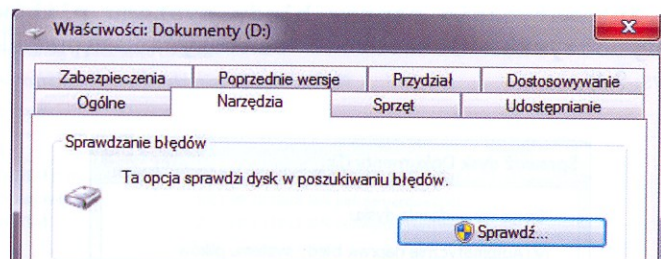 Właściwości: Dokumenty (D:)
Zabezpieczenia Poprzednie wersje Przydział Dostosowywanie
Ogólne Narzędzia Sprzęt Udostępnianie
Sprawdzanie błędów
Ta opcja sprawdzi dysk w poszukiwaniu błędów.
Sprawdź...